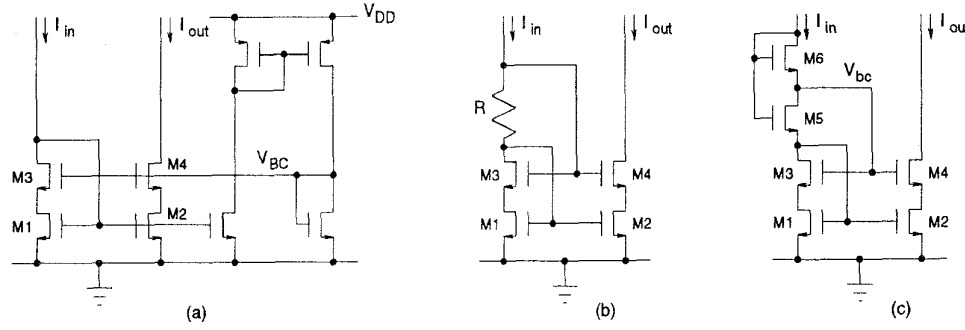 I in
I out
V DD
M3
M4
V BC
M1
M2
(a)
I in
I out
R
M3
M4
M1
M2
(b)
I in
I ou
M6
V bc
M5
M3
M4
M1
M2
(c)